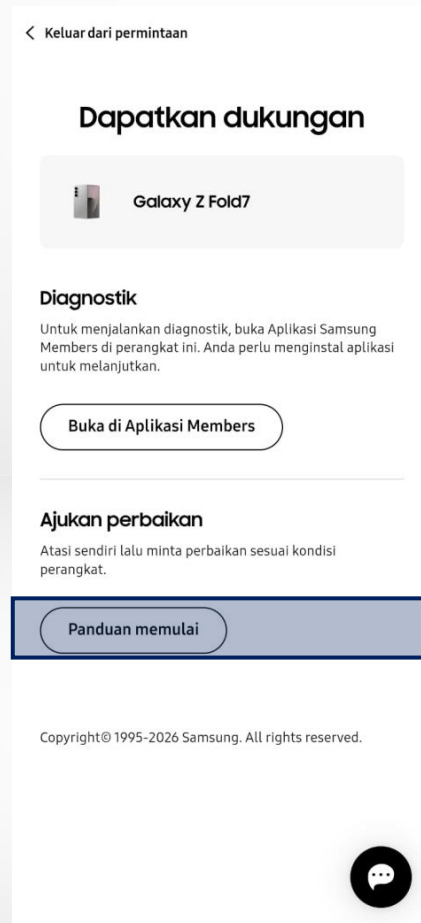 Keluar dari permintaan
Dapatkan dukungan
Galaxy Z Fold7
Diagnostik
Untuk menjalankan diagnostik, buka Aplikasi Samsung
Members di perangkat ini. Anda perlu menginstal aplikasi
untuk melanjutkan.
Buka di Aplikasi Members
Ajukan perbaikan
Atasi sendiri lalu minta perbaikan sesuai kondisi
perangkat.
Panduan memulai
Copyright© 1995-2026 Samsung. All rights reserved.